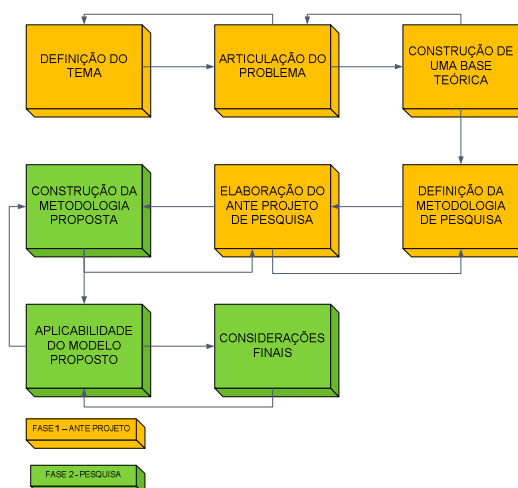 DEFINIÇÃO DO
TEMA
ARTICULAÇÃO DO
PROBLEMA
CONSTRUÇÃO DE
UMA BASE
TEÓRICA
CONSTRUÇÃO DA
METODOLOGIA
PROPOSTA
ELABORAÇÃO DO
ANTE PROJETO
DE PESQUISA
DEFINIÇÃO DA
METODOLOGIA
DE PESQUISA
APLICABILIDADE
DO MODELO
PROPOSTO
CONSIDERAÇÕES
FINAIS
FASE 1 – ANTE PROJETO
FASE 2 - PESQUISA